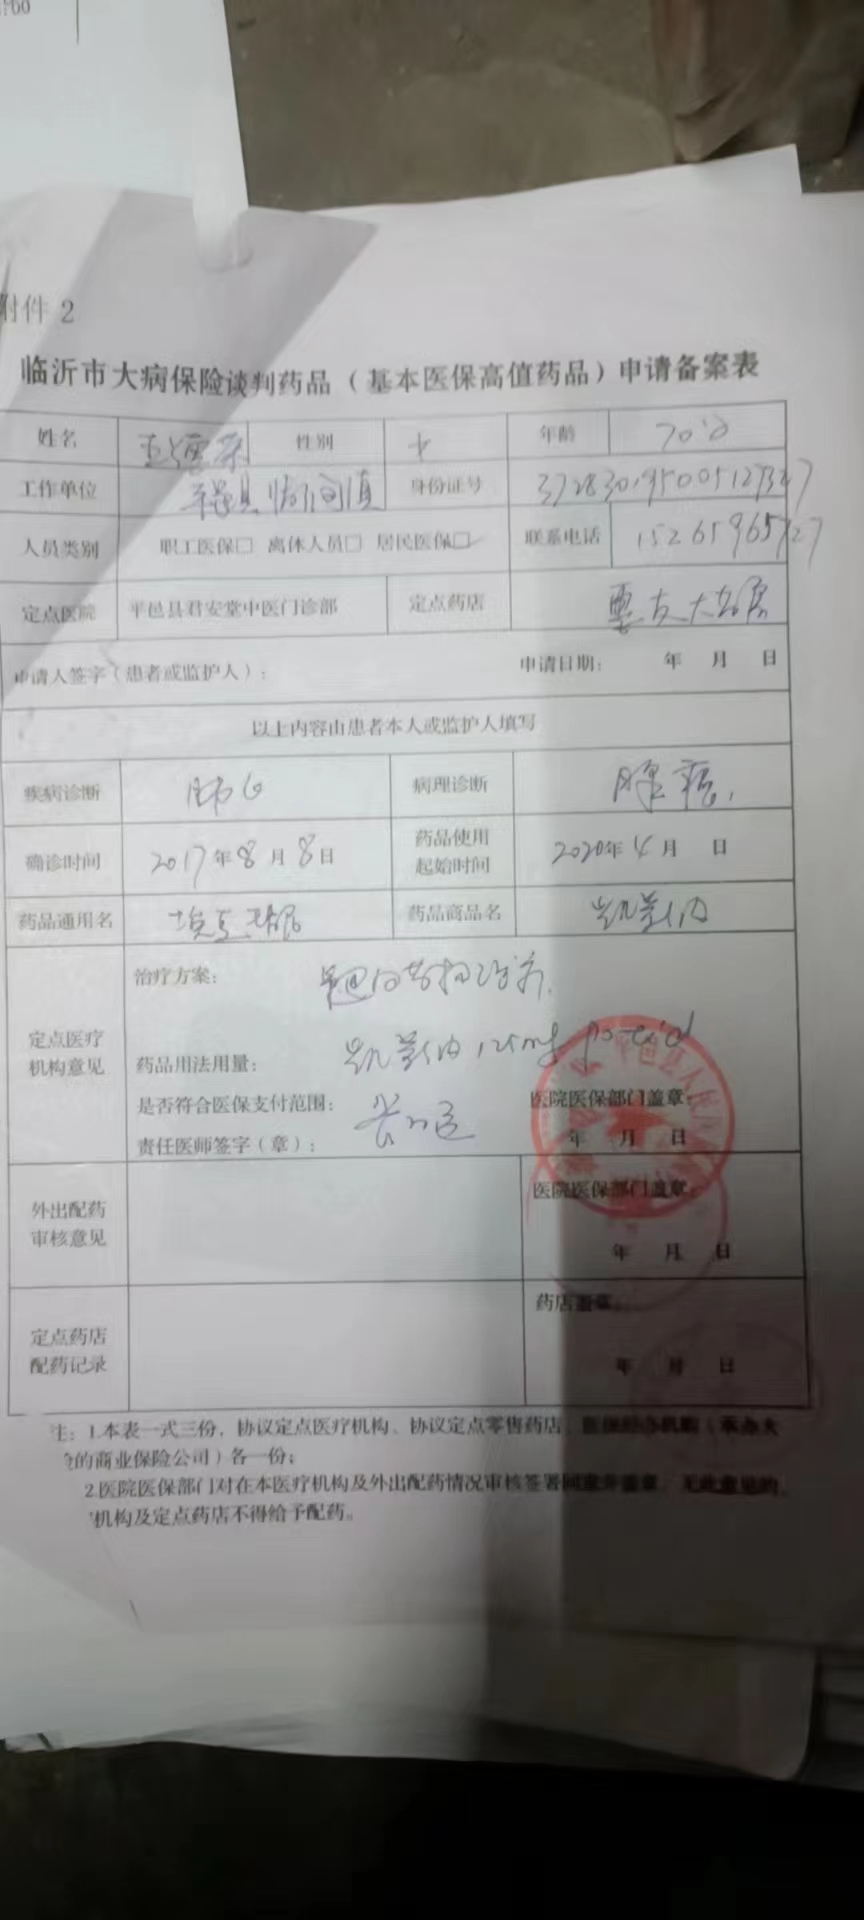 :00
附件 2
临沂市大病保险谈判药品（基本医保高值药品）申请备案表
姓名 性别 女 年龄 70岁
工作单位 平邑县临涧镇 身份证号
人员类别 职工医保□ 离休人员□ 居民医保□ 联系电话 15265965727
定点医院 平邑县君安堂中医门诊部 定点药店 大药房
申请人签字（患者或监护人）： 申请日期： 年 月 日
以上内容由患者本人或监护人填写
疾病诊断 肺Ca 病理诊断 腺癌
确诊时间 2017年8月8日 药品使用起始时间 2020年4月 日
药品通用名 埃克替尼 药品商品名 凯美纳
定点医疗机构意见
治疗方案： 靶向药物治疗
药品用法用量： 凯美纳 125mg po tid
是否符合医保支付范围： 医院医保部门盖章：
责任医师签字（章）： 年 月 日
外出配药审核意见 医院医保部门盖章：
年 月 日
定点药店配药记录 药店盖章：
年 月 日
注：1.本表一式三份，协议定点医疗机构、协议定点零售药店、医保经办机构（承办大
的商业保险公司）各一份；
2.医院医保部门对在本医疗机构及外出配药情况审核签署同意并盖章，无此意见的，
机构及定点药店不得给予配药。
平邑县人民